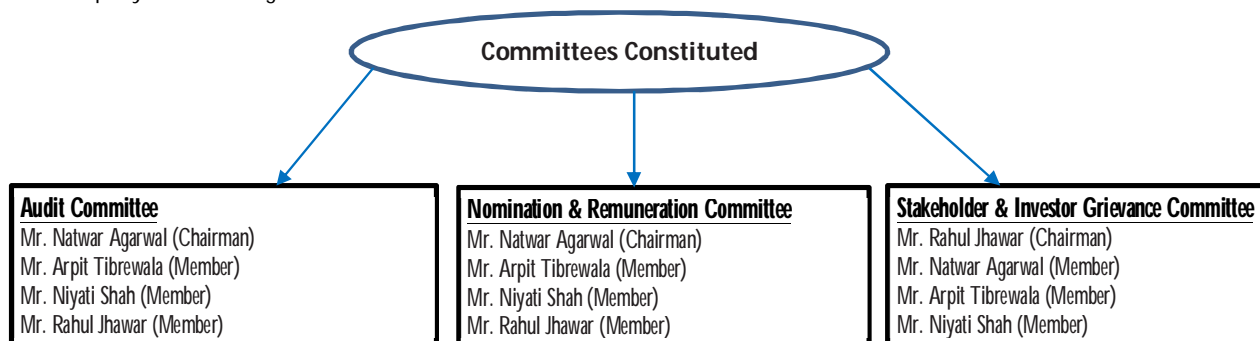 Committees Constituted
Audit Committee
Mr. Natwar Agarwal (Chairman)
Mr. Arpit Tibrewala (Member)
Mr. Niyati Shah (Member)
Mr. Rahul Jhawar (Member)
Nomination & Remuneration Committee
Mr. Natwar Agarwal (Chairman)
Mr. Arpit Tibrewala (Member)
Mr. Niyati Shah (Member)
Mr. Rahul Jhawar (Member)
Stakeholder & Investor Grievance Committee
Mr. Rahul Jhawar (Chairman)
Mr. Natwar Agarwal (Member)
Mr. Arpit Tibrewala (Member)
Mr. Niyati Shah (Member)